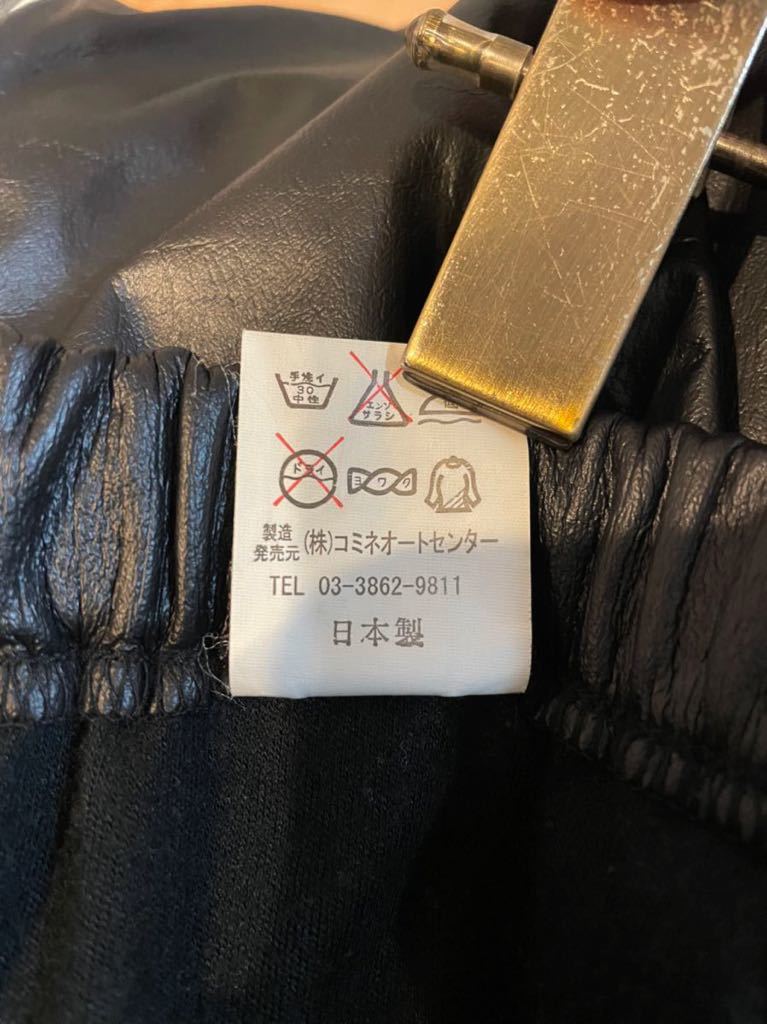 手洗イ
30
中性
エンソ
サラシ
ドライ
ヨワク
製造
発売元 (株)コミネオートセンター
TEL 03-3862-9811
日本製